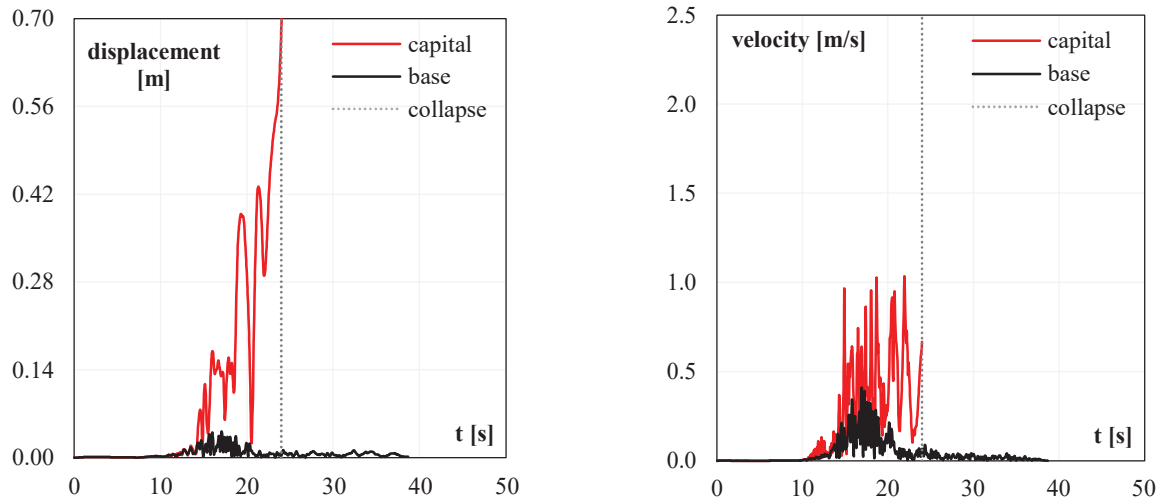 0.70
0.56
0.42
0.28
0.14
0.00
displacement
[m]
capital
base
collapse
t [s]
0 10 20 30 40 50
2.5
2.0
1.5
1.0
0.5
0.0
velocity [m/s]
capital
base
collapse
t [s]
0 10 20 30 40 50